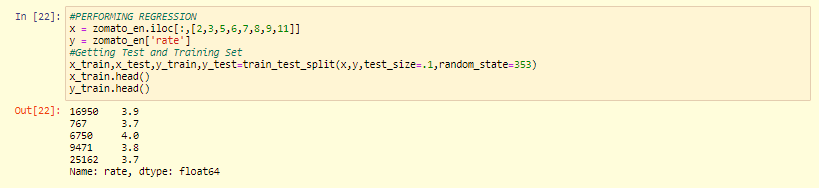 In [22]: #PERFORMING REGRESSION
x = zomato_en.iloc[:,[2,3,5,6,7,8,9,11]]
y = zomato_en['rate']
#Getting Test and Training Set
x_train,x_test,y_train,y_test=train_test_split(x,y,test_size=.1,random_state=353)
x_train.head()
y_train.head()
Out[22]: 16950    3.9
767      3.7
6750     4.0
9471     3.8
25162    3.7
Name: rate, dtype: float64